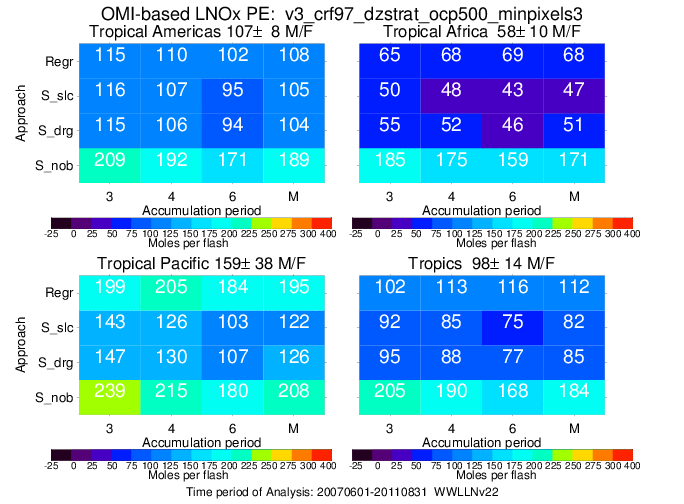 OMI-based LNOx PE:  v3_crf97_dzstrat_ocp500_minpixels3
Tropical Americas 107±  8 M/F
Approach
Regr 115 110 102 108
S_slc 116 107 95 105
S_drg 115 106 94 104
S_nob 209 192 171 189
3 4 6 M
Accumulation period
-25 0 25 50 75 100 125 150 175 200 225 250 265 300 400
Moles per flash
Tropical Africa  58± 10 M/F
65 68 69 68
50 48 43 47
55 52 46 51
185 175 159 171
3 4 6 M
Accumulation period
-25 0 25 50 75 100 125 150 175 200 225 250 265 300 400
Moles per flash
Tropical Pacific 159± 38 M/F
Approach
Regr 199 205 184 195
S_slc 143 126 103 122
S_drg 147 130 107 126
S_nob 239 215 180 208
3 4 6 M
Accumulation period
-25 0 25 50 75 100 125 150 175 200 225 250 265 300 400
Moles per flash
Tropics  98± 14 M/F
102 113 116 112
92 85 75 82
95 88 77 85
205 190 168 184
3 4 6 M
Accumulation period
-25 0 25 50 75 100 125 150 175 200 225 250 265 300 400
Moles per flash
Time period of Analysis: 20070601-20110831  WWLLNv22